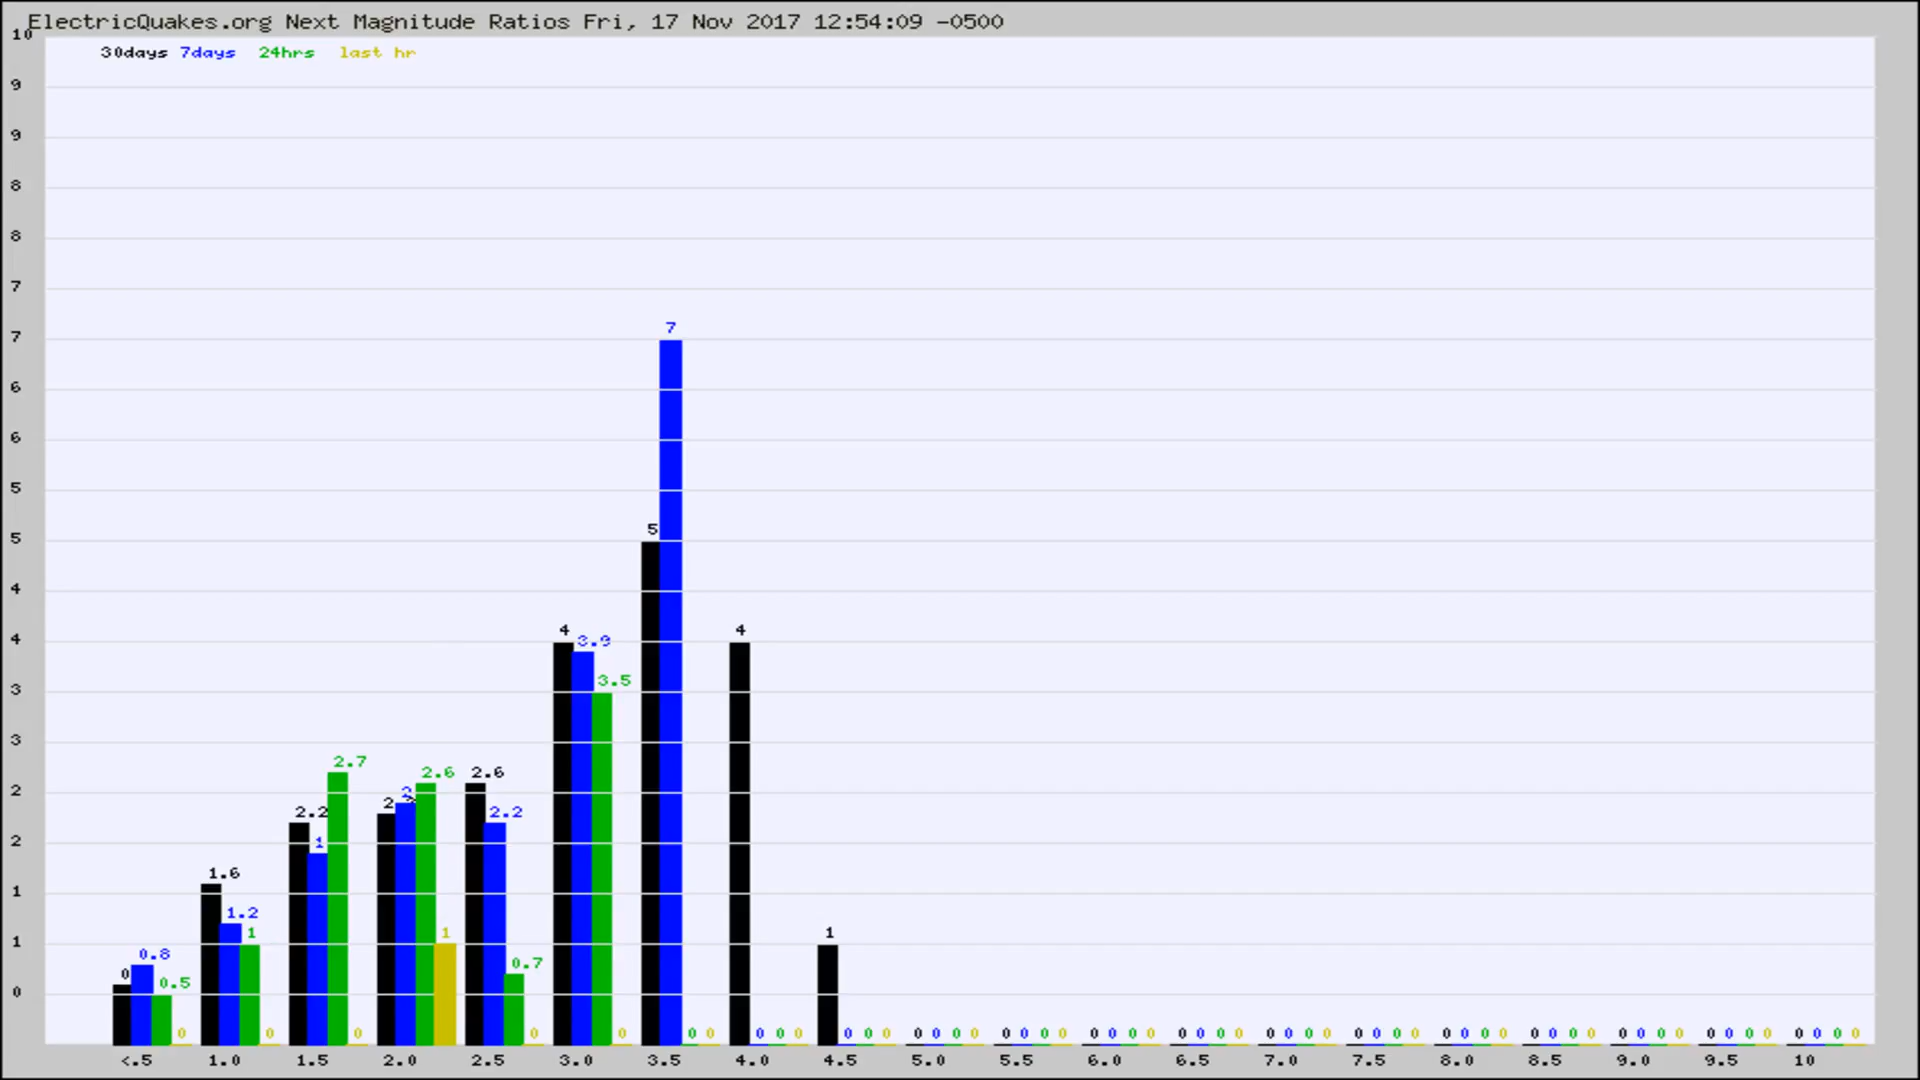 ElectricQuakes.org Next Magnitude Ratios Fri, 17 Nov 2017 12:54:09 -0500
30days 7days 24hrs last hr
10
9
9
8
8
7
7
6
6
5
5
4
4
3
3
2
2
1
1
0
0 0.8 0.5 0
1.6 1.2 1 0
2.2 1 2.7 0
2 2 2.6 1
2.6 2.2 0.7 0
4 3.9 3.5 0
5 7 0 0
4 0 0 0
1 0 0 0
0 0 0 0
0 0 0 0
0 0 0 0
0 0 0 0
0 0 0 0
0 0 0 0
0 0 0 0
0 0 0 0
0 0 0 0
0 0 0 0
0 0 0 0
<.5 1.0 1.5 2.0 2.5 3.0 3.5 4.0 4.5 5.0 5.5 6.0 6.5 7.0 7.5 8.0 8.5 9.0 9.5 10